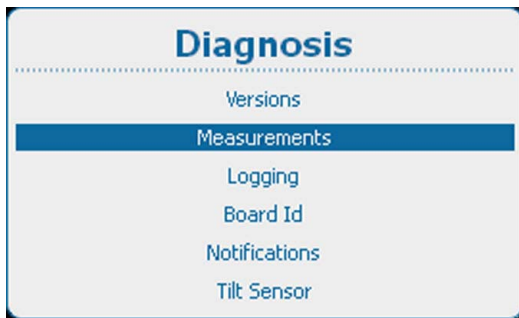 Diagnosis
Versions
Measurements
Logging
Board Id
Notifications
Tilt Sensor